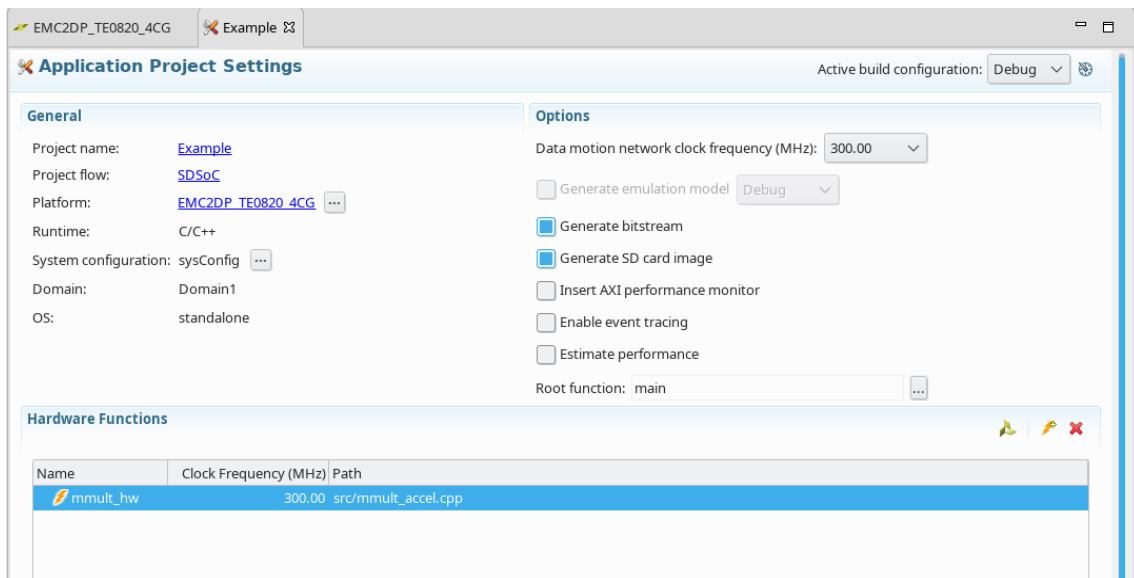 EMC2DP_TE0820_4CG Example
Application Project Settings Active build configuration: Debug
General
Project name: Example
Project flow: SDSoC
Platform: EMC2DP_TE0820_4CG ...
Runtime: C/C++
System configuration: sysConfig ...
Domain: Domain1
OS: standalone
Options
Data motion network clock frequency (MHz): 300.00
Generate emulation model Debug
Generate bitstream
Generate SD card image
Insert AXI performance monitor
Enable event tracing
Estimate performance
Root function: main ...
Hardware Functions
Name Clock Frequency (MHz) Path
mmult_hw 300.00 src/mmult_accel.cpp